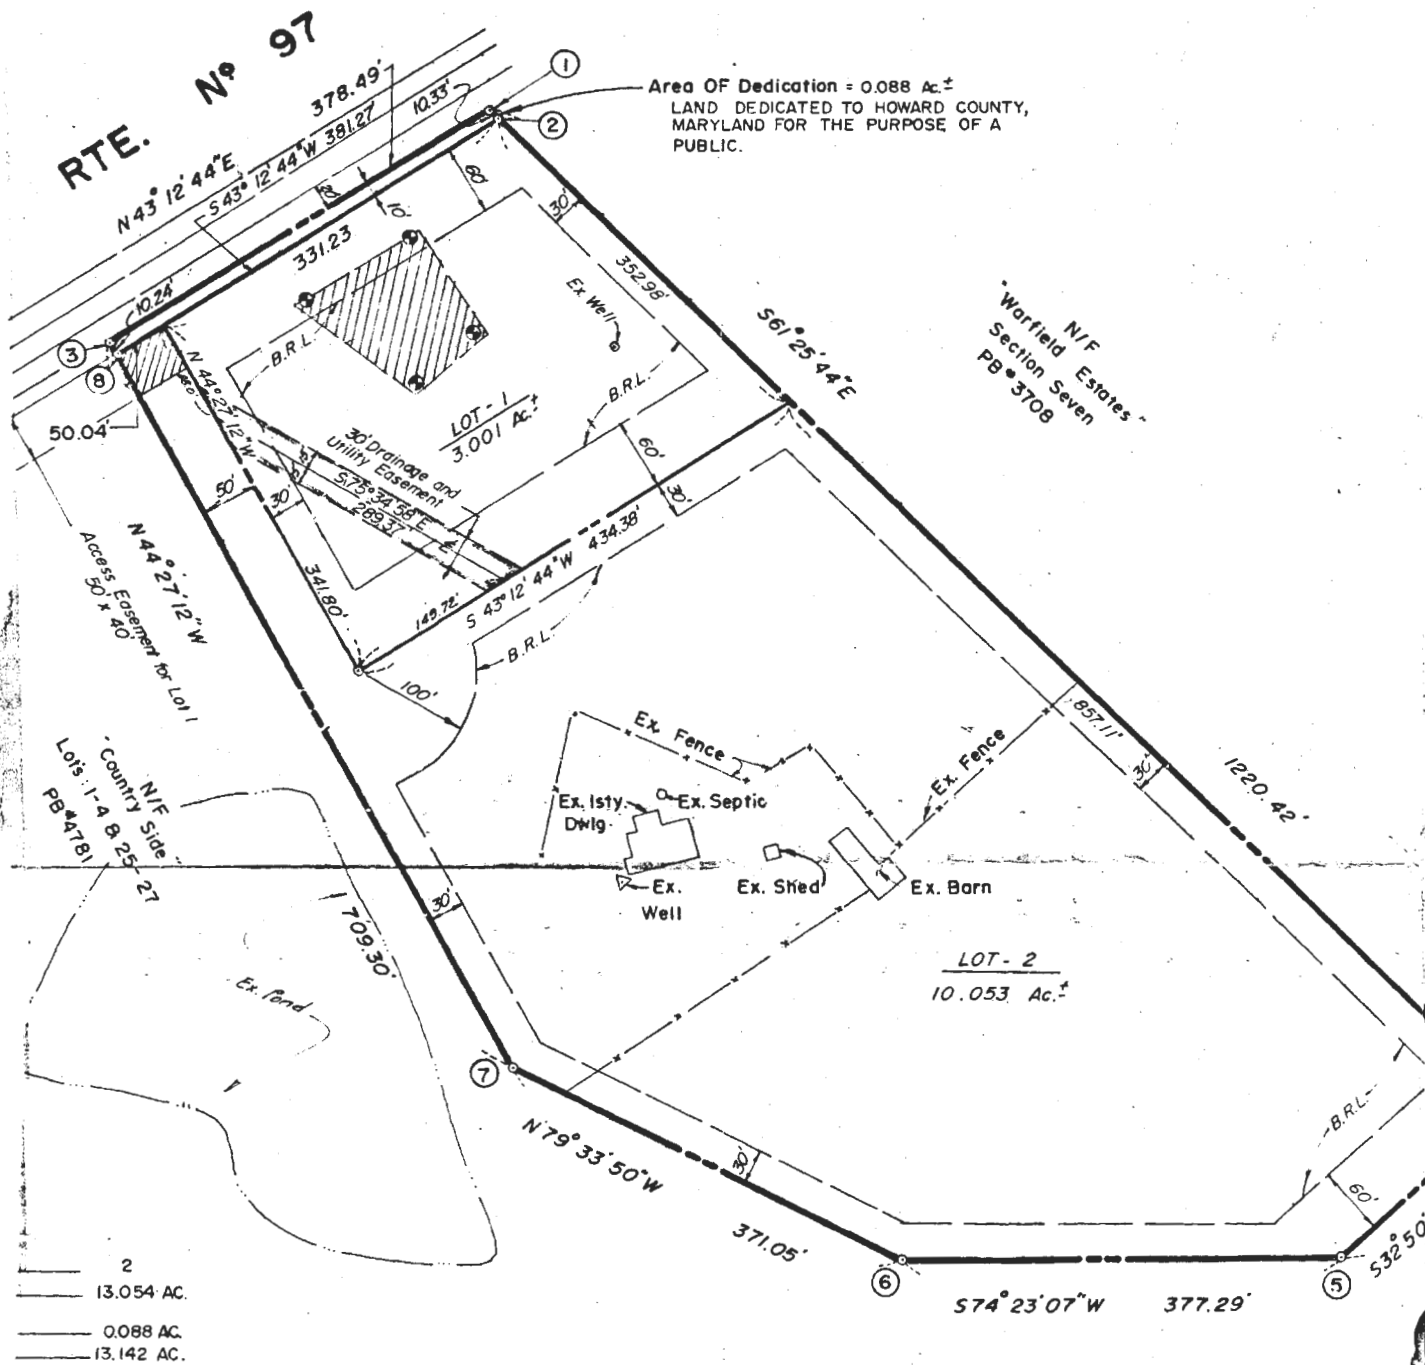 RTE. Nº 97
N 43° 12' 44" E
378.49'
S 43° 12' 44" W 381.27'
10.33'
1
2
Area OF Dedication = 0.088 Ac.±
LAND DEDICATED TO HOWARD COUNTY,
MARYLAND FOR THE PURPOSE OF A
PUBLIC.
20'
10'
60'
30'
331.23
10.24'
3
8
50.04'
352.98'
Ex. Well
B.R.L.
B.R.L.
LOT - 1
3.001 Ac.±
S61° 25' 44" E
N/F
"Warfield Estates"
Section Seven
PB # 3708
N 44° 27' 12" W
30' Drainage and
Utility Easement
S 75° 34' 58" E
289.37'
60'
30'
50'
30'
341.80'
149.72'
S 43° 12' 44" W 434.38'
B.R.L.
100'
N 44° 27' 12" W
Access Easement for Lot 1
50' x 40'
N/F
"Country Side"
Lots: 1-4 & 25-27
PB #4781
Ex. Fence
Ex. Fence
857.11'
30'
1220.42'
Ex. 1sty.
Dwlg.
Ex. Septic
Ex.
Well
Ex. Shed
Ex. Barn
30'
709.30'
Ex. Pond
LOT - 2
10.053 Ac.±
7
N 79° 33' 50" W
371.05'
30'
B.R.L.
60'
6
5
S74° 23' 07" W 377.29'
S32° 50'
2
13.054 AC.
0.088 AC.
13.142 AC.